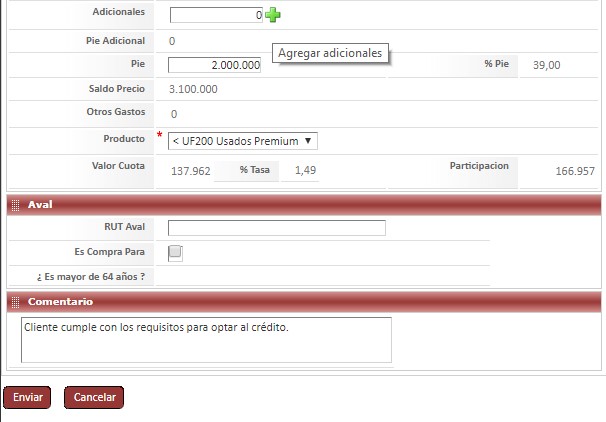 Adicionales 0
Pie Adicional 0
Agregar adicionales
Pie 2.000.000 % Pie 39,00
Saldo Precio 3.100.000
Otros Gastos 0
Producto * < UF200 Usados Premium ▼
Valor Cuota 137.962 % Tasa 1,49 Participacion 166.957
Aval
RUT Aval
Es Compra Para
¿ Es mayor de 64 años ?
Comentario
Cliente cumple con los requisitos para optar al crédito.
Enviar Cancelar